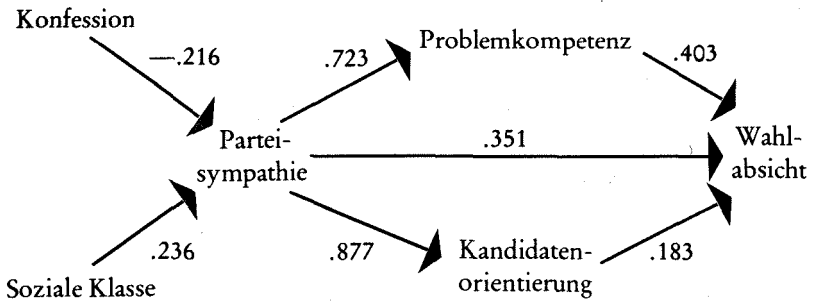 Konfession
—.216
.723
Problemkompetenz
.403
Partei-
sympathie
.351
Wahl-
absicht
.236
.877
Kandidaten-
orientierung
.183
Soziale Klasse